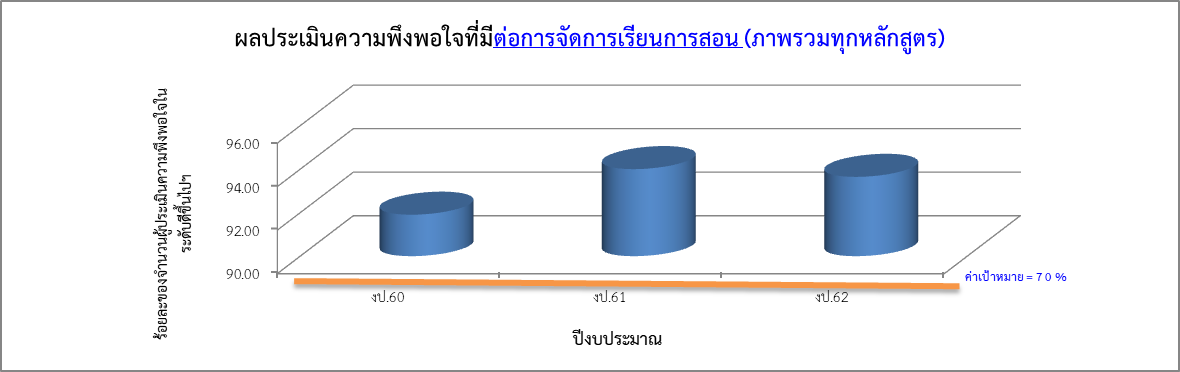 ผลประเมินความพึงพอใจที่มีต่อการจัดการเรียนการสอน (ภาพรวมทุกหลักสูตร)
ร้อยละของจำนวนผู้ประเมินความพึงพอใจใน
ระดับดีขึ้นไปฯ
96.00
94.00
92.00
90.00
ค่าเป้าหมาย = 70 %
งป.60
งป.61
งป.62
ปีงบประมาณ